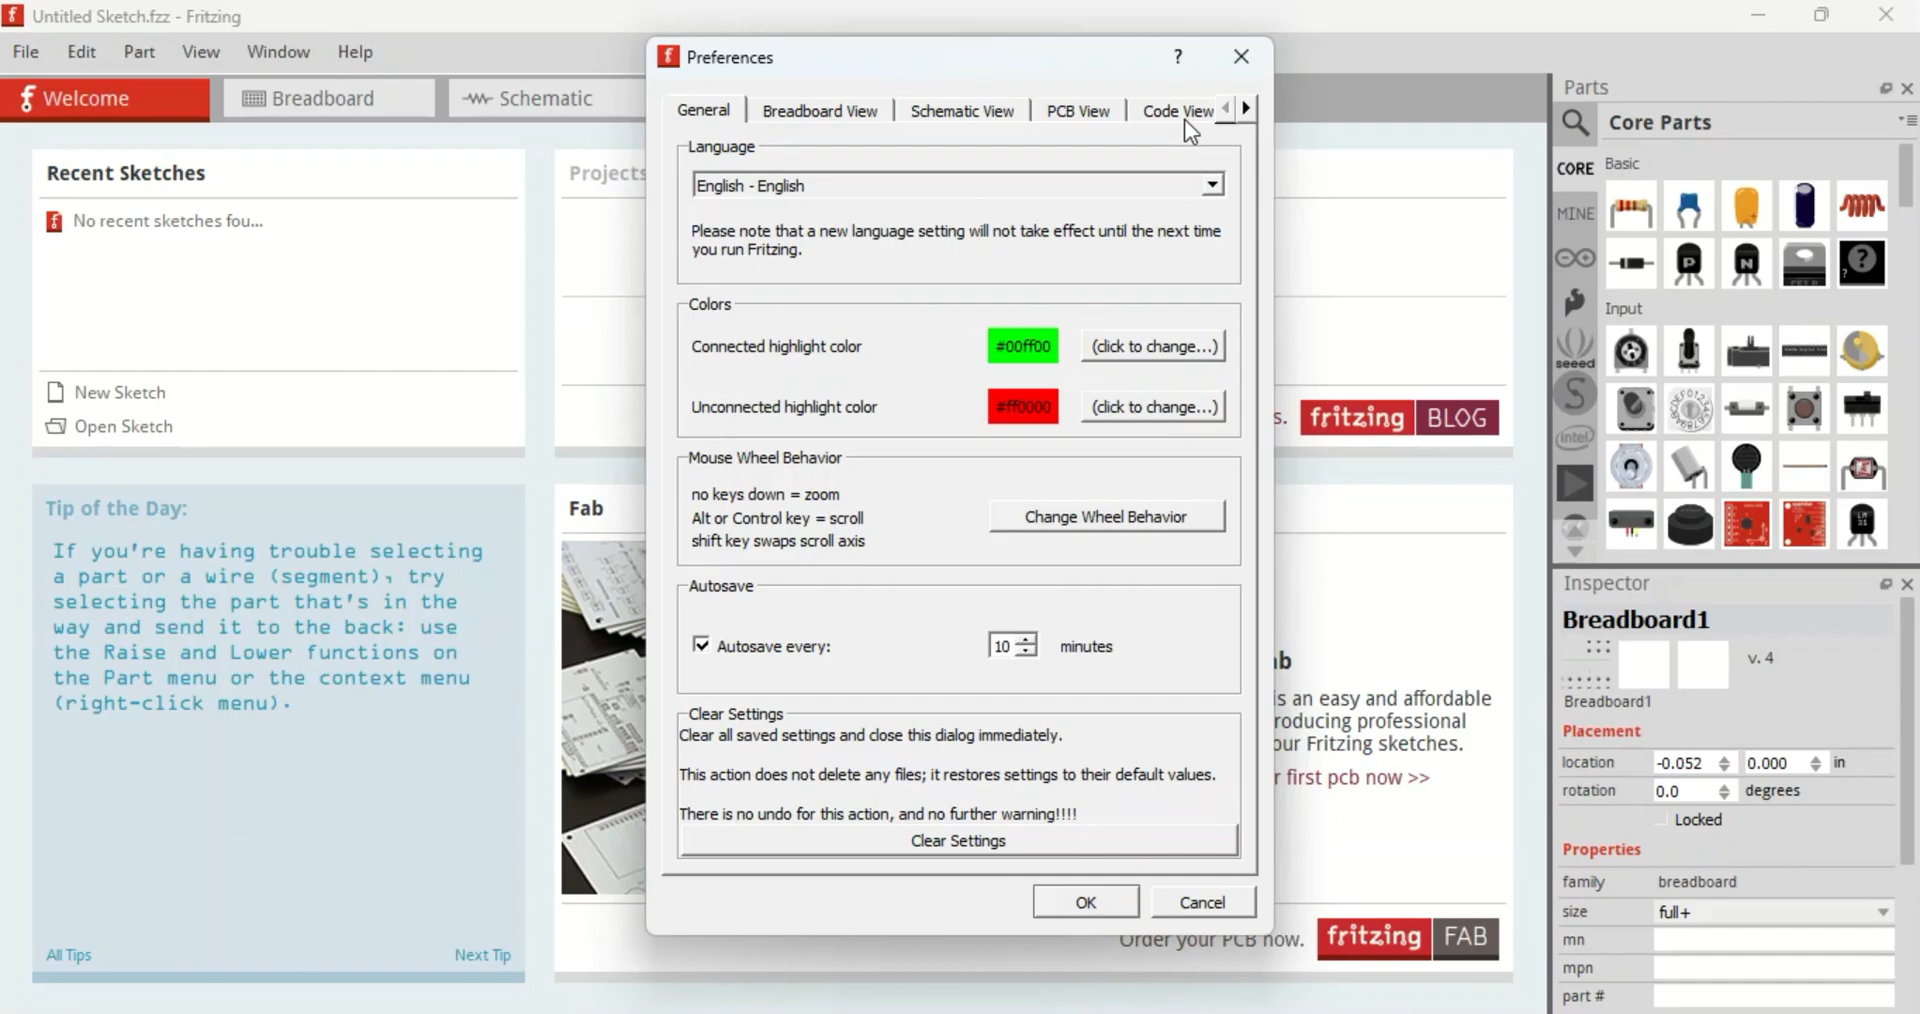 Untitled Sketch.fzz - Fritzing
File Edit Part View Window Help
Welcome
Breadboard
Schematic
Recent Sketches
No recent sketches fou...
New Sketch
Open Sketch
Tip of the Day:
If you're having trouble selecting
a part or a wire (segment), try
selecting the part that's in the
way and send it to the back: use
the Raise and Lower functions on
the Part menu or the context menu
(right-click menu).
All Tips
Next Tip
Projects
s.
fritzing BLOG
Fab
is an easy and affordable
roducing professional
our Fritzing sketches.
r first pcb now >>
Order your PCB now.
fritzing FAB
Preferences
?
General
Breadboard View
Schematic View
PCB View
Code View
Language
English - English
Please note that a new language setting will not take effect until the next time
you run Fritzing.
Colors
Connected highlight color
#00ff00
(click to change...)
Unconnected highlight color
#ff0000
(click to change...)
Mouse Wheel Behavior
no keys down = zoom
Alt or Control key = scroll
shift key swaps scroll axis
Change Wheel Behavior
Autosave
Autosave every:
10
minutes
Clear Settings
Clear all saved settings and close this dialog immediately.
This action does not delete any files; it restores settings to their default values.
There is no undo for this action, and no further warning!!!!
Clear Settings
OK
Cancel
Parts
Core Parts
CORE
MINE
seeed
intel
Basic
P
N
?
Input
Inspector
Breadboard1
v. 4
Breadboard1
Placement
location -0.052 0.000 in
rotation 0.0 degrees
Locked
Properties
family breadboard
size full+
mn
mpn
part #